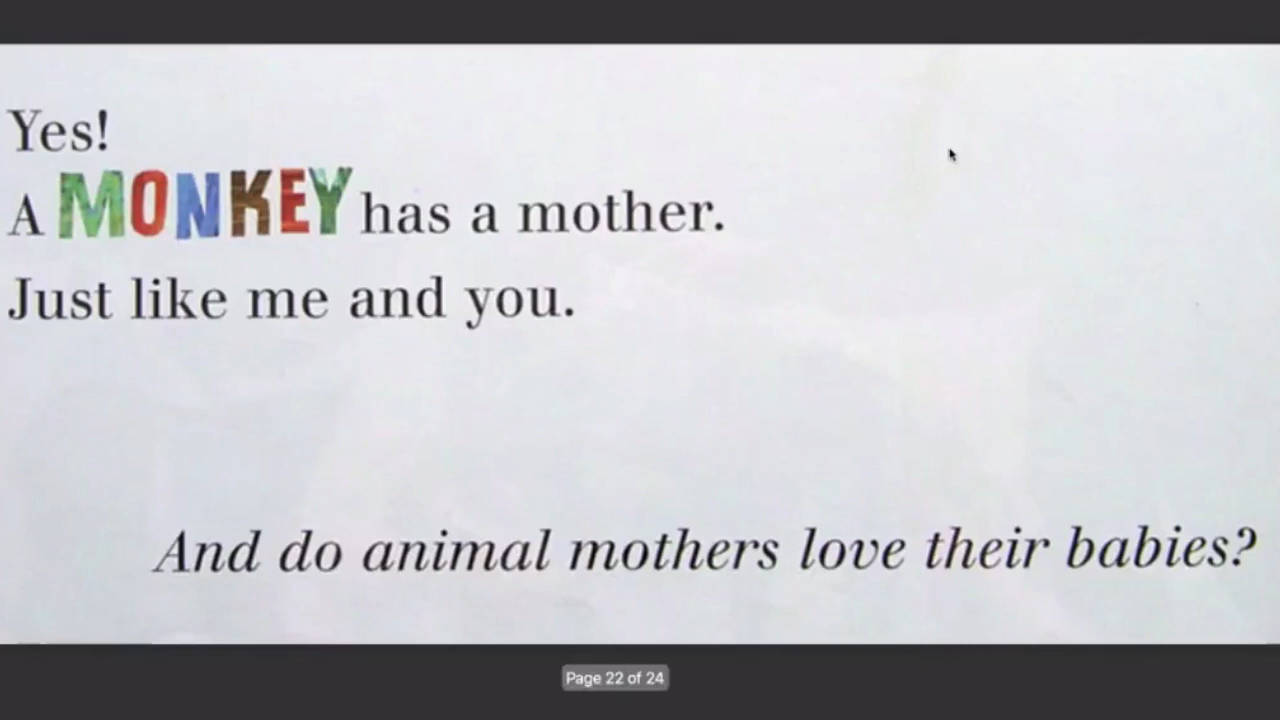 Yes!
A MONKEY has a mother.
Just like me and you.
And do animal mothers love their babies?
Page 22 of 24